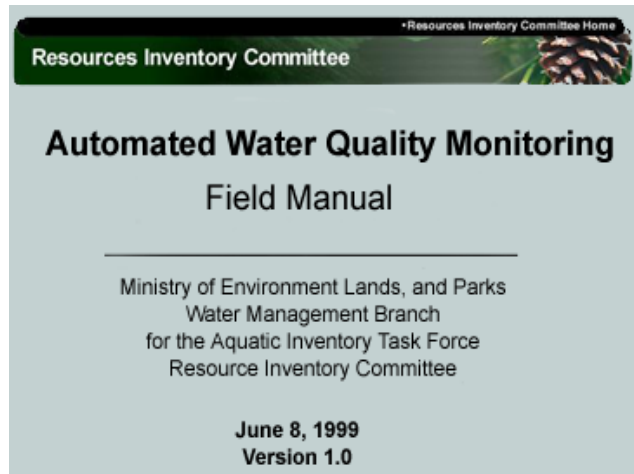 •Resources Inventory Committee Home
Resources Inventory Committee
Automated Water Quality Monitoring
Field Manual
Ministry of Environment Lands, and Parks
Water Management Branch
for the Aquatic Inventory Task Force
Resource Inventory Committee
June 8, 1999
Version 1.0